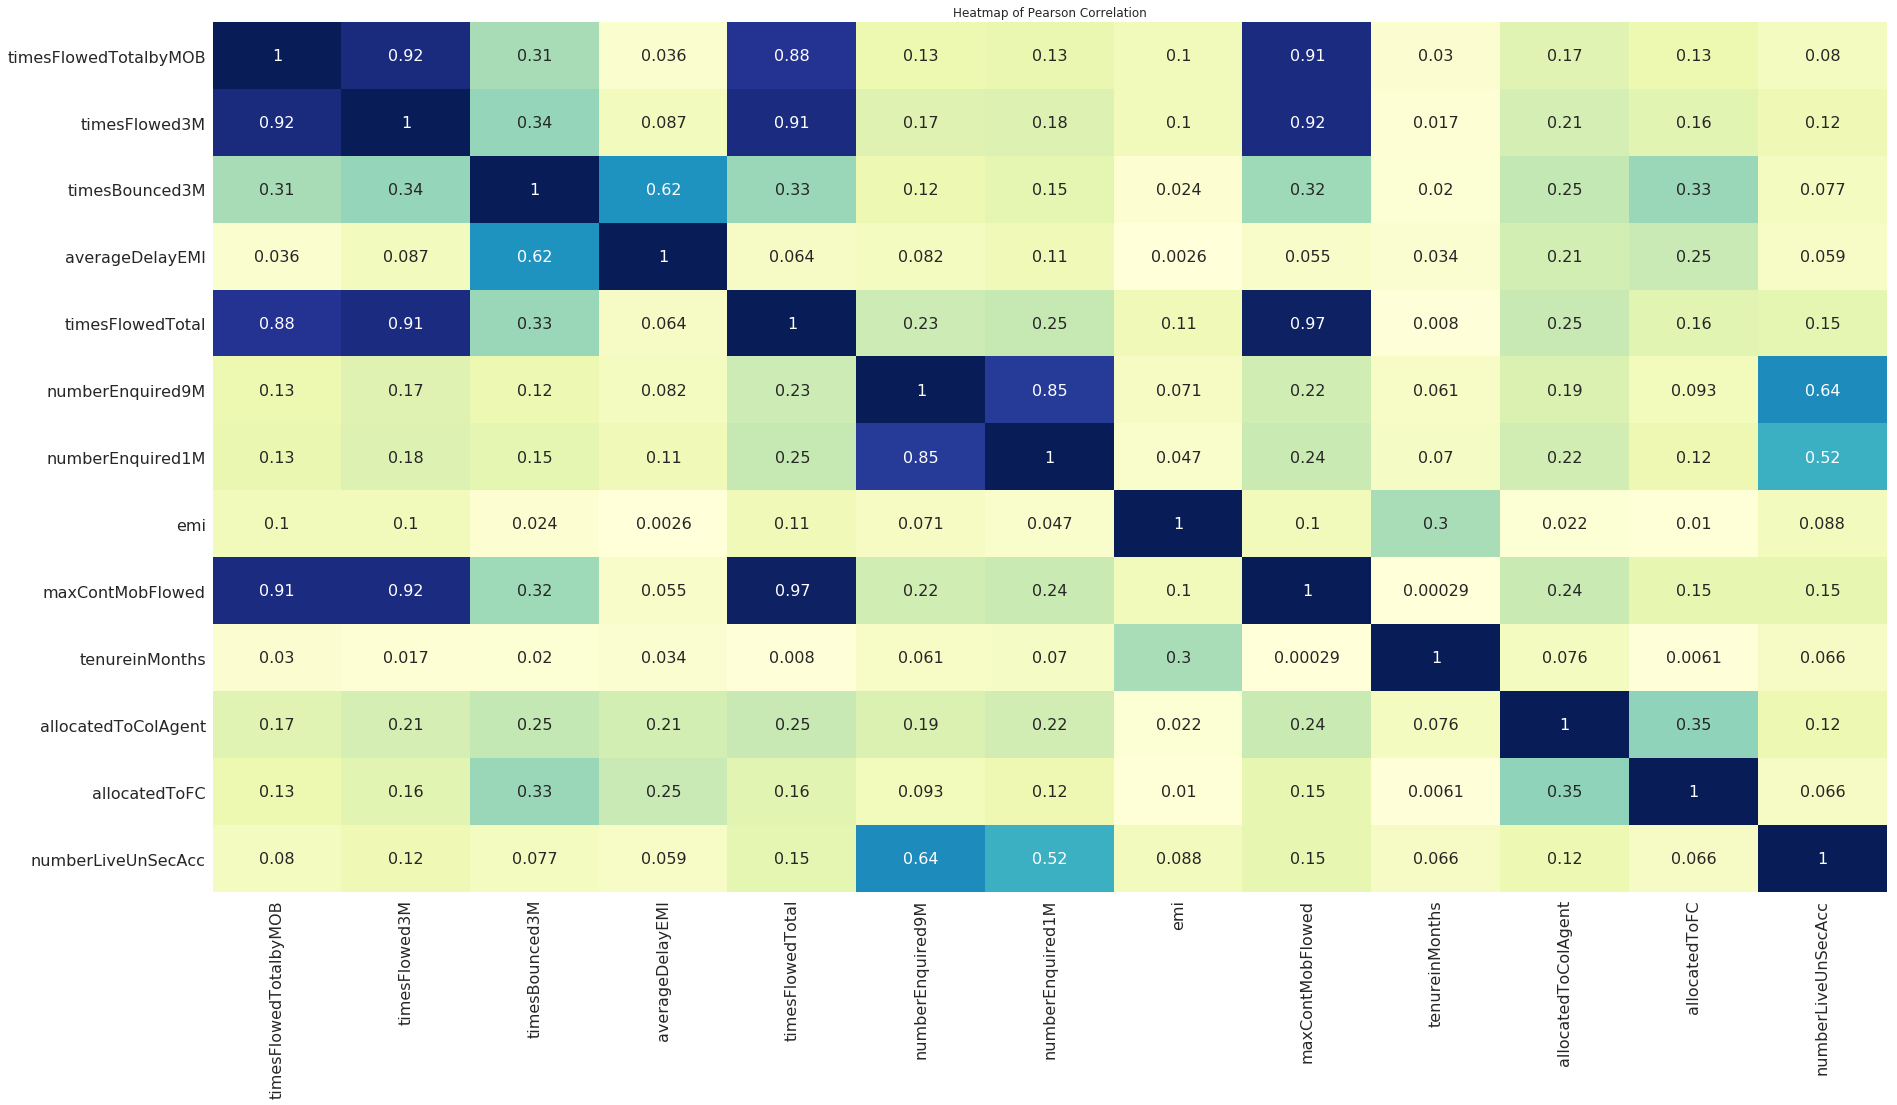 Heatmap of Pearson Correlation
timesFlowedTotalbyMOB 1 0.92 0.31 0.036 0.88 0.13 0.13 0.1 0.91 0.03 0.17 0.13 0.08
timesFlowed3M 0.92 1 0.34 0.087 0.91 0.17 0.18 0.1 0.92 0.017 0.21 0.16 0.12
timesBounced3M 0.31 0.34 1 0.62 0.33 0.12 0.15 0.024 0.32 0.02 0.25 0.33 0.077
averageDelayEMI 0.036 0.087 0.62 1 0.064 0.082 0.11 0.0026 0.055 0.034 0.21 0.25 0.059
timesFlowedTotal 0.88 0.91 0.33 0.064 1 0.23 0.25 0.11 0.97 0.008 0.25 0.16 0.15
numberEnquired9M 0.13 0.17 0.12 0.082 0.23 1 0.85 0.071 0.22 0.061 0.19 0.093 0.64
numberEnquired1M 0.13 0.18 0.15 0.11 0.25 0.85 1 0.047 0.24 0.07 0.22 0.12 0.52
emi 0.1 0.1 0.024 0.0026 0.11 0.071 0.047 1 0.1 0.3 0.022 0.01 0.088
maxContMobFlowed 0.91 0.92 0.32 0.055 0.97 0.22 0.24 0.1 1 0.00029 0.24 0.15 0.15
tenureinMonths 0.03 0.017 0.02 0.034 0.008 0.061 0.07 0.3 0.00029 1 0.076 0.0061 0.066
allocatedToColAgent 0.17 0.21 0.25 0.21 0.25 0.19 0.22 0.022 0.24 0.076 1 0.35 0.12
allocatedToFC 0.13 0.16 0.33 0.25 0.16 0.093 0.12 0.01 0.15 0.0061 0.35 1 0.066
numberLiveUnSecAcc 0.08 0.12 0.077 0.059 0.15 0.64 0.52 0.088 0.15 0.066 0.12 0.066 1
timesFlowedTotalbyMOB
timesFlowed3M
timesBounced3M
averageDelayEMI
timesFlowedTotal
numberEnquired9M
numberEnquired1M
emi
maxContMobFlowed
tenureinMonths
allocatedToColAgent
allocatedToFC
numberLiveUnSecAcc